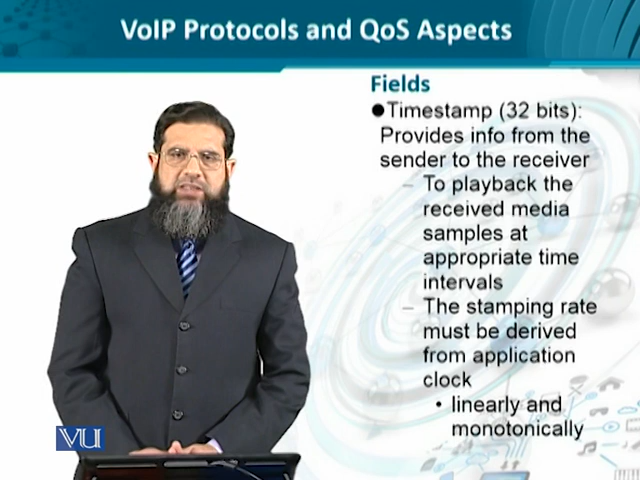 VoIP Protocols and QoS Aspects
Fields
●Timestamp (32 bits):
Provides info from the
sender to the receiver
– To playback the
received media
samples at
appropriate time
intervals
– The stamping rate
must be derived
from application
clock
• linearly and
monotonically
VU